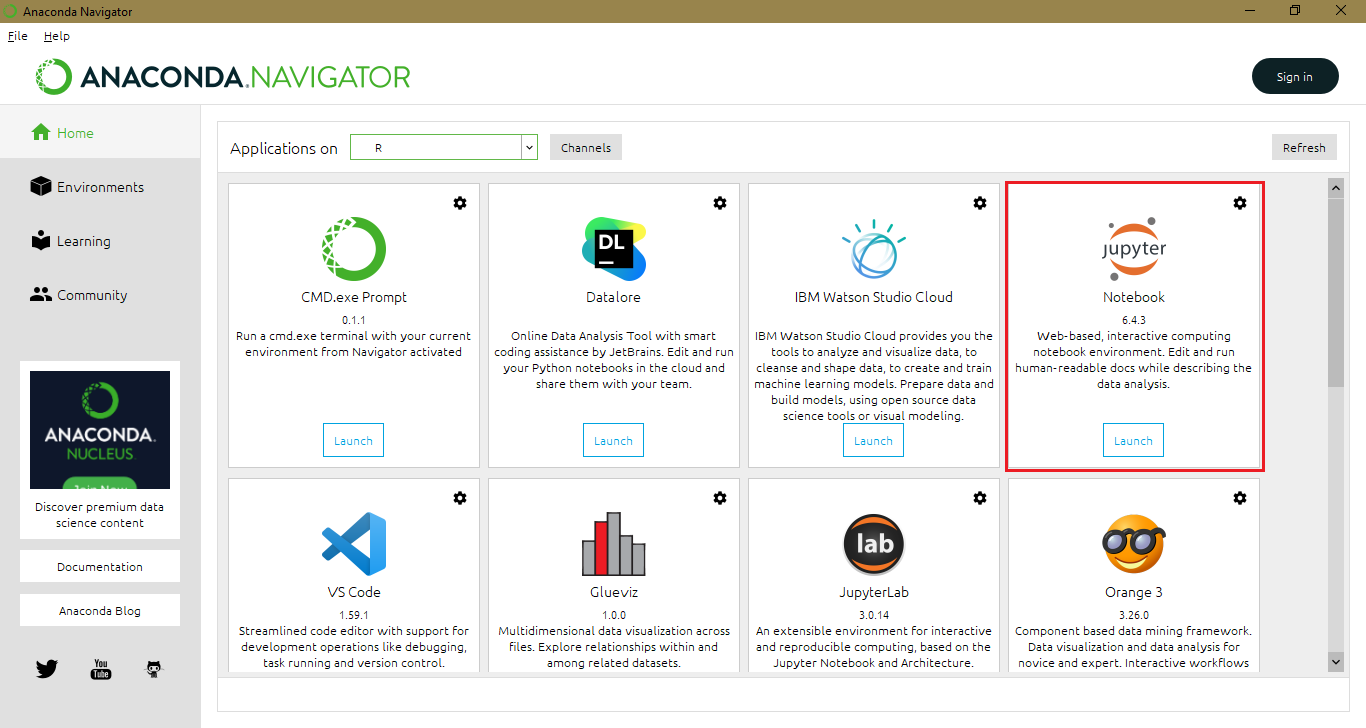 Anaconda Navigator
File Help
ANACONDA.NAVIGATOR
Sign in
Home
Environments
Learning
Community
ANACONDA.
NUCLEUS
Join Now
Discover premium data
science content
Documentation
Anaconda Blog
You
Tube
Applications on R Channels Refresh
CMD.exe Prompt
0.1.1
Run a cmd.exe terminal with your current
environment from Navigator activated
Launch
DL
Datalore
Online Data Analysis Tool with smart
coding assistance by JetBrains. Edit and run
your Python notebooks in the cloud and
share them with your team.
Launch
IBM Watson Studio Cloud
IBM Watson Studio Cloud provides you the
tools to analyze and visualize data, to
cleanse and shape data, to create and train
machine learning models. Prepare data and
build models, using open source data
science tools or visual modeling.
Launch
jupyter
Notebook
6.4.3
Web-based, interactive computing
notebook environment. Edit and run
human-readable docs while describing the
data analysis.
Launch
VS Code
1.59.1
Streamlined code editor with support for
development operations like debugging,
task running and version control.
Glueviz
1.0.0
Multidimensional data visualization across
files. Explore relationships within and
among related datasets.
lab
JupyterLab
3.0.14
An extensible environment for interactive
and reproducible computing, based on the
Jupyter Notebook and Architecture.
Orange 3
3.26.0
Component based data mining framework.
Data visualization and data analysis for
novice and expert. Interactive workflows